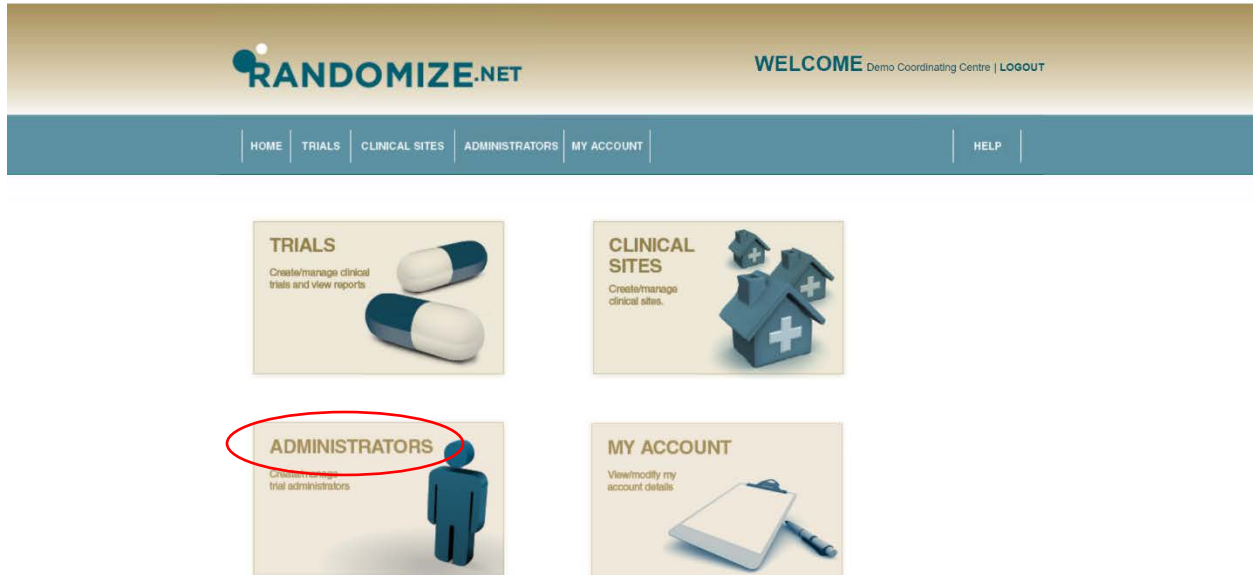 RANDOMIZE.NET
WELCOME Demo Coordinating Centre | LOGOUT
HOME TRIALS CLINICAL SITES ADMINISTRATORS MY ACCOUNT HELP
TRIALS
Create/manage clinical
trials and view reports
CLINICAL
SITES
Create/manage
clinical sites.
ADMINISTRATORS
Create/manage
trial administrators
MY ACCOUNT
View/modify my
account details